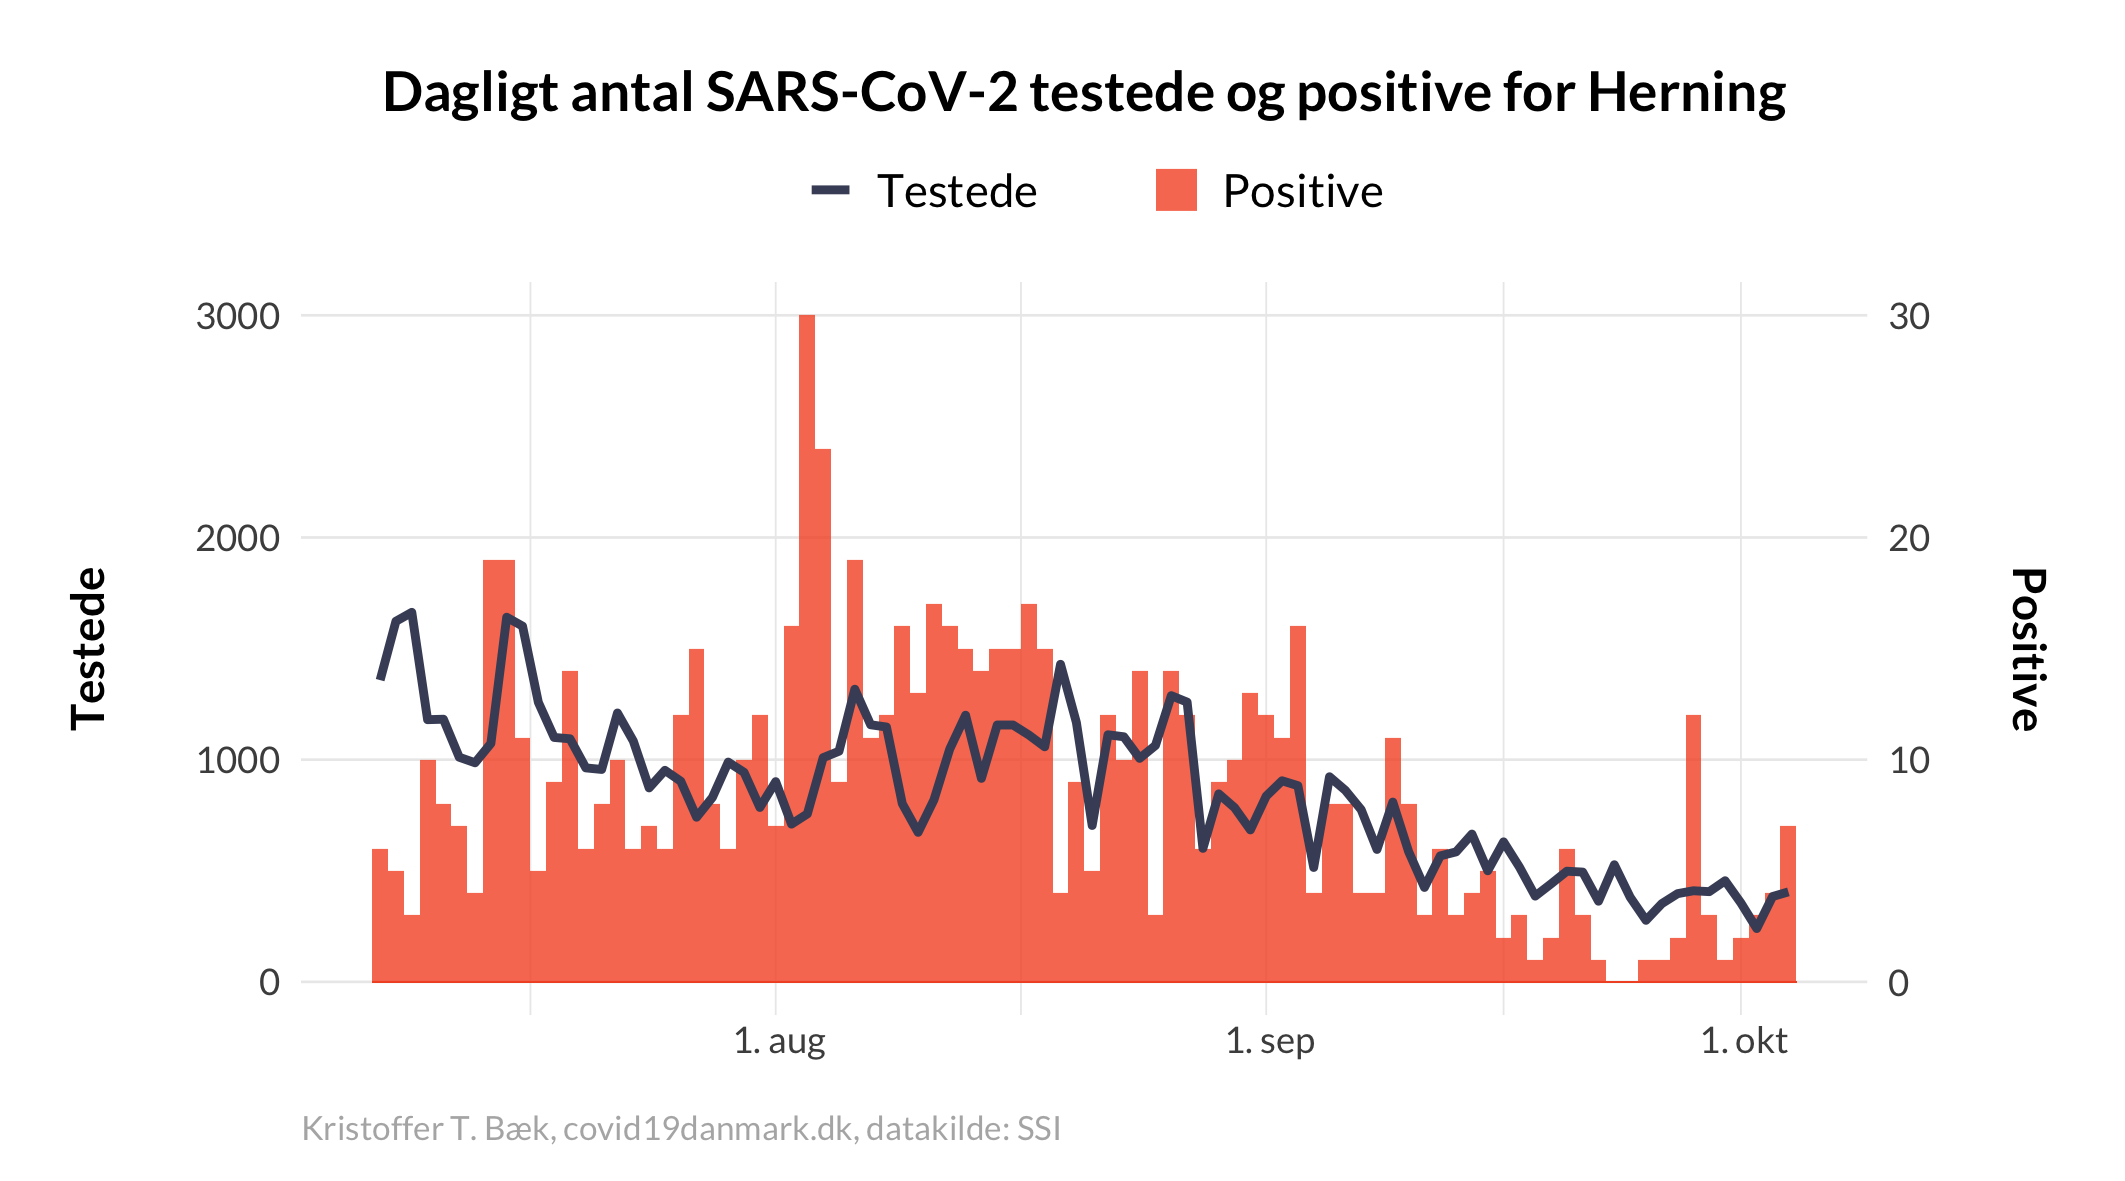 Dagligt antal SARS-CoV-2 testede og positive for Herning
Testede Positive
3000 30
2000 20
1000 10
0 0
Testede
Positive
1. aug 1. sep 1. okt
Kristoffer T. Bæk, covid19danmark.dk, datakilde: SSI